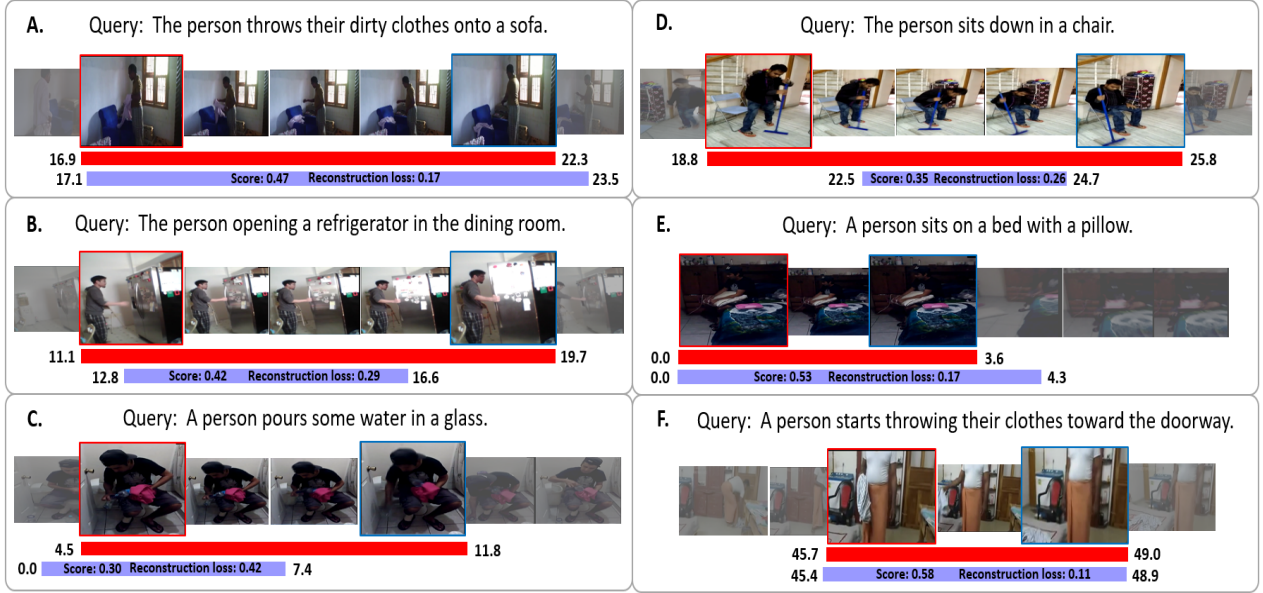 A. Query: The person throws their dirty clothes onto a sofa.
16.9 22.3
17.1 Score: 0.47 Reconstruction loss: 0.17 23.5
B. Query: The person opening a refrigerator in the dining room.
11.1 19.7
12.8 Score: 0.42 Reconstruction loss: 0.29 16.6
C. Query: A person pours some water in a glass.
4.5 11.8
0.0 Score: 0.30 Reconstruction loss: 0.42 7.4
D. Query: The person sits down in a chair.
18.8 25.8
22.5 Score: 0.35 Reconstruction loss: 0.26 24.7
E. Query: A person sits on a bed with a pillow.
0.0 3.6
0.0 Score: 0.53 Reconstruction loss: 0.17 4.3
F. Query: A person starts throwing their clothes toward the doorway.
45.7 49.0
45.4 Score: 0.58 Reconstruction loss: 0.11 48.9